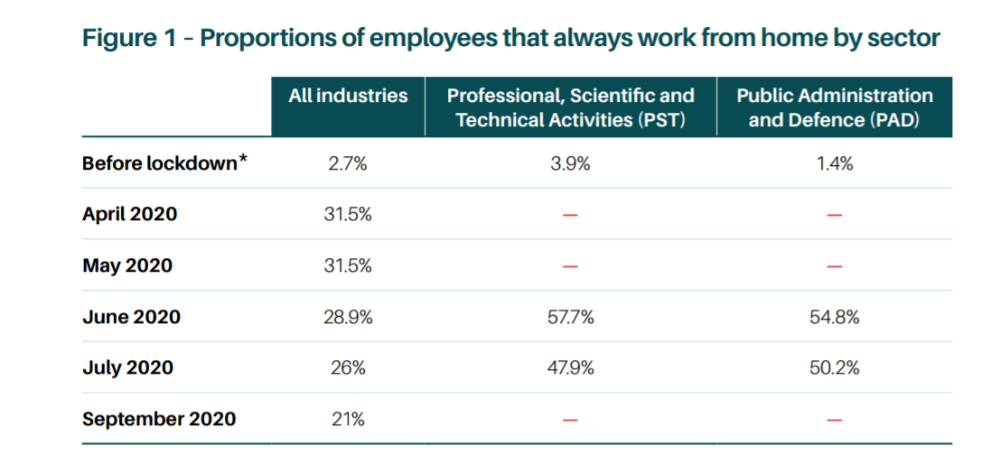 Figure 1 – Proportions of employees that always work from home by sector
All industries
Professional, Scientific and
Technical Activities (PST)
Public Administration
and Defence (PAD)
Before lockdown* 2.7% 3.9% 1.4%
April 2020 31.5% — —
May 2020 31.5% — —
June 2020 28.9% 57.7% 54.8%
July 2020 26% 47.9% 50.2%
September 2020 21% — —